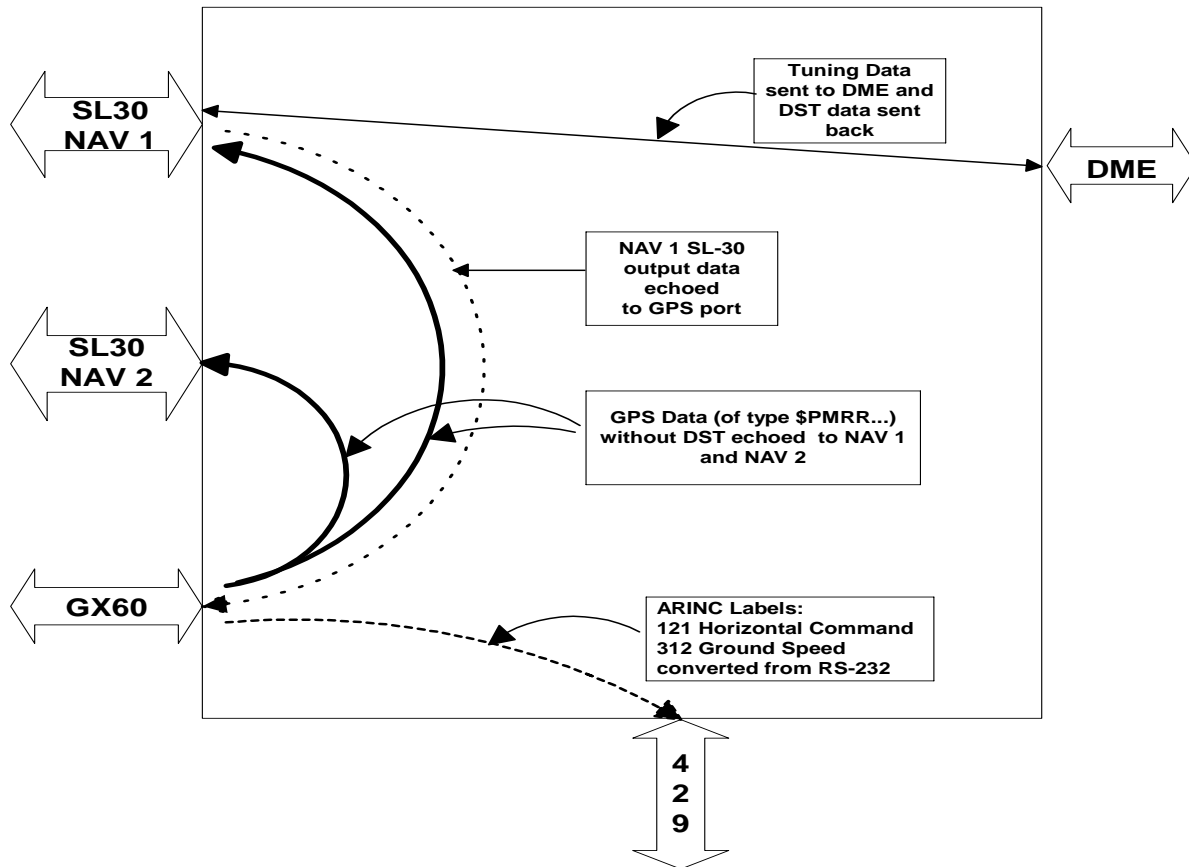 SL30
NAV 1
Tuning Data
sent to DME and
DST data sent
back
DME
NAV 1 SL-30
output data
echoed
to GPS port
SL30
NAV 2
GPS Data (of type $PMRR...)
without DST echoed to NAV 1
and NAV 2
GX60
ARINC Labels:
121 Horizontal Command
312 Ground Speed
converted from RS-232
4
2
9